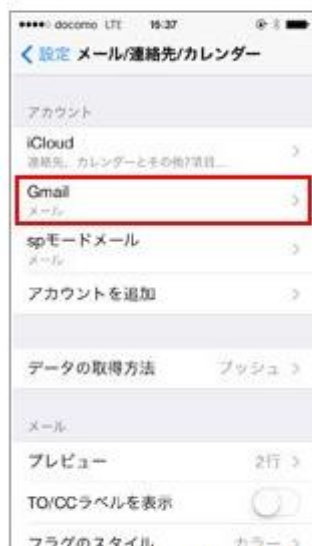 docomo LTE 16:37
設定 メール/連絡先/カレンダー
アカウント
iCloud
連絡先、カレンダーとその他7項目...
Gmail
メール
spモードメール
メール
アカウントを追加
データの取得方法 プッシュ
メール
プレビュー 2行
TO/CCラベルを表示
フラグのスタイル カラー